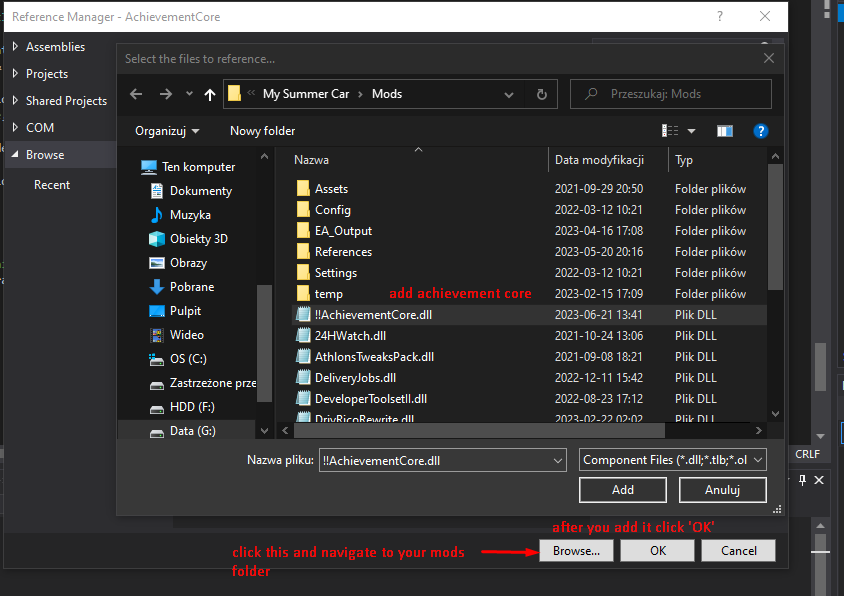 Reference Manager - AchievementCore
Assemblies
Projects
Shared Projects
COM
Browse
Recent
Select the files to reference...
My Summer Car
Mods
Przeszukaj: Mods
Organizuj
New folder
Ten komputer
Dokumenty
Muzyka
Obiekty 3D
Obrazy
Pobrane
Pulpit
Wideo
OS (C:)
Zastrzeżone prze
HDD (F:)
Data (G:)
Nazwa Data modyfikacji Typ
Assets 2021-09-29 20:50 Folder plików
Config 2022-03-12 10:21 Folder plików
EA_Output 2023-04-16 17:08 Folder plików
References 2023-05-20 20:16 Folder plików
Settings 2022-03-12 10:21 Folder plików
temp 2023-02-15 17:09 Folder plików
add achievement core
!!AchievementCore.dll 2023-06-21 13:41 Plik DLL
24HWatch.dll 2021-10-24 13:06 Plik DLL
AthlonsTweaksPack.dll 2021-09-08 18:21 Plik DLL
DeliveryJobs.dll 2022-12-11 15:42 Plik DLL
DeveloperToolsetII.dll 2022-08-23 17:12 Plik DLL
DrivRicoRewrite.dll 2023-02-22 02:02 Plik DLL
Nazwa pliku: !!AchievementCore.dll Component Files (*.dll;*.tlb;*.ol
Add Anuluj
CRLF
after you add it click 'OK'
click this and navigate to your mods
folder
Browse... OK Cancel